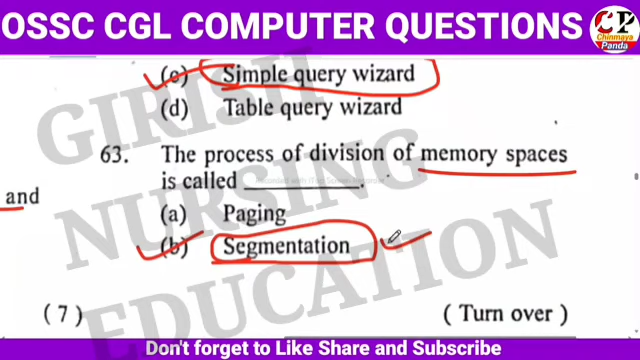 OSSC CGL COMPUTER QUESTIONS
CP
Chinmaya
Panda
(c) Simple query wizard
(d) Table query wizard
63. The process of division of memory spaces
is called __________.
and
(a) Paging
(b) Segmentation
(7) (Turn over)
GIRISH
NURSING
EDUCATION
Don't forget to Like Share and Subscribe